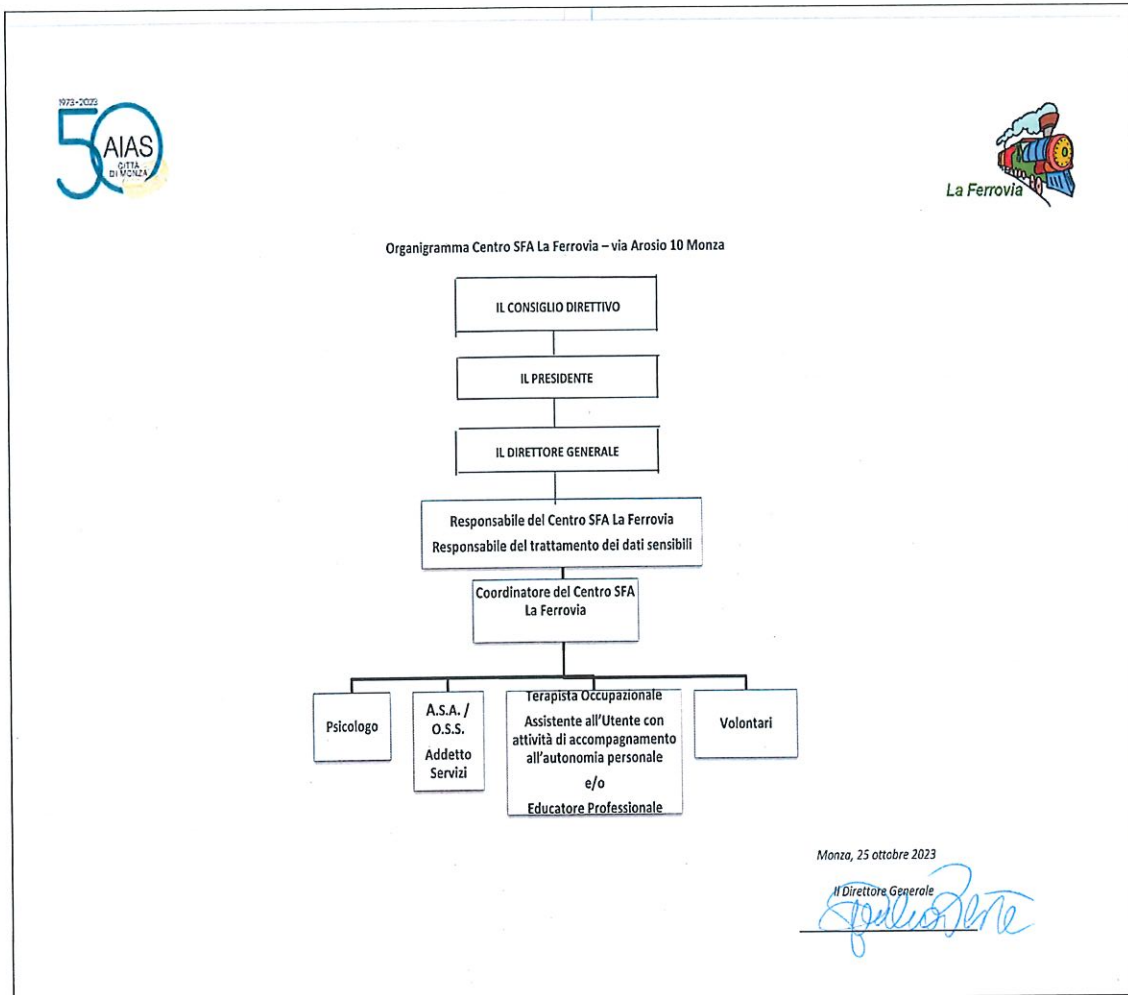 1973-2023
50
AIAS
CITTÀ
DI MONZA
La Ferrovia
Organigramma Centro SFA La Ferrovia – via Arosio 10 Monza
IL CONSIGLIO DIRETTIVO
IL PRESIDENTE
IL DIRETTORE GENERALE
Responsabile del Centro SFA La Ferrovia
Responsabile del trattamento dei dati sensibili
Coordinatore del Centro SFA
La Ferrovia
Psicologo
A.S.A. /
O.S.S.
Addetto
Servizi
Terapista Occupazionale
Assistente all'Utente con
attività di accompagnamento
all'autonomia personale
e/o
Educatore Professionale
Volontari
Monza, 25 ottobre 2023
Il Direttore Generale